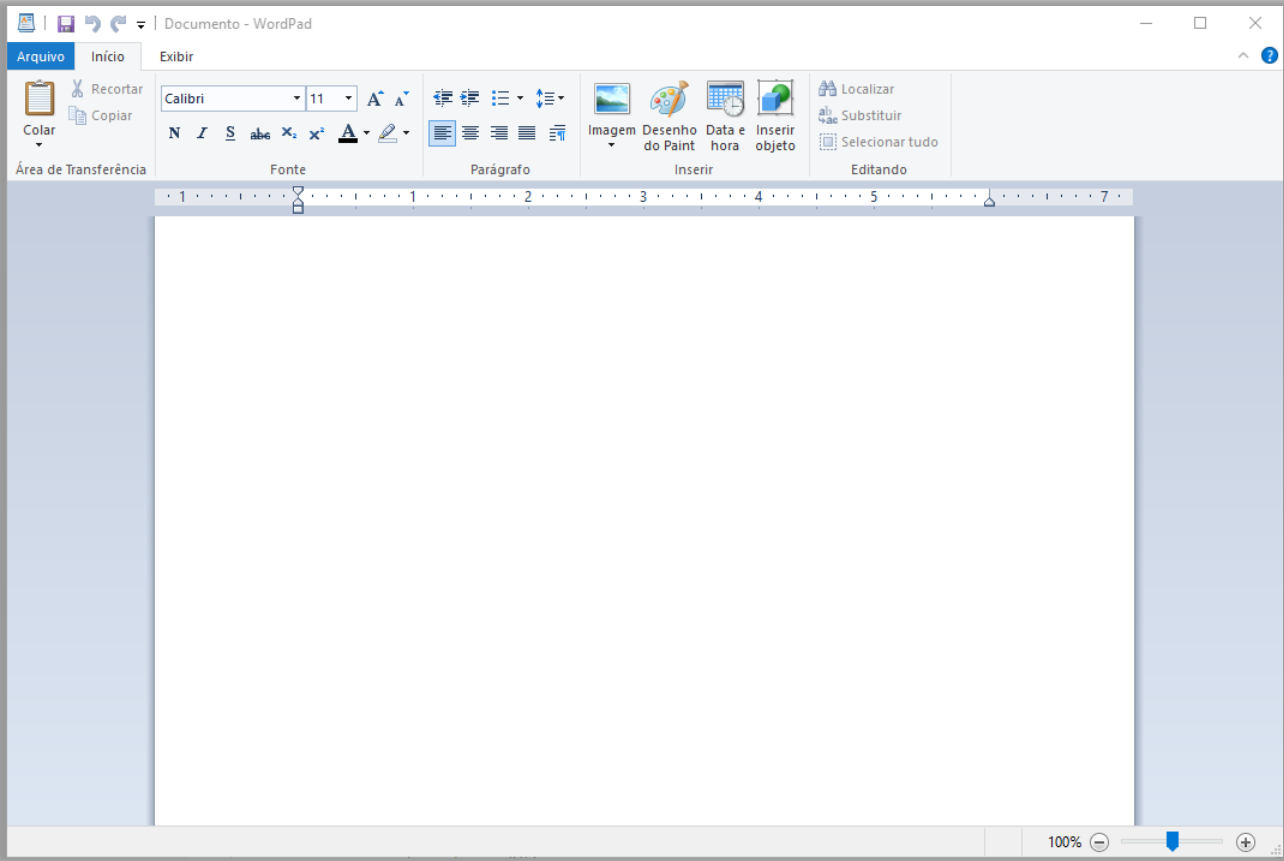 Documento - WordPad
Arquivo Início Exibir
Colar
Recortar
Copiar
Área de Transferência
Calibri 11
N I S abc X₂ X² A
Fonte
Parágrafo
Imagem
Desenho do Paint
Data e hora
Inserir objeto
Inserir
Localizar
Substituir
Selecionar tudo
Editando
1 1 2 3 4 5 7
100%